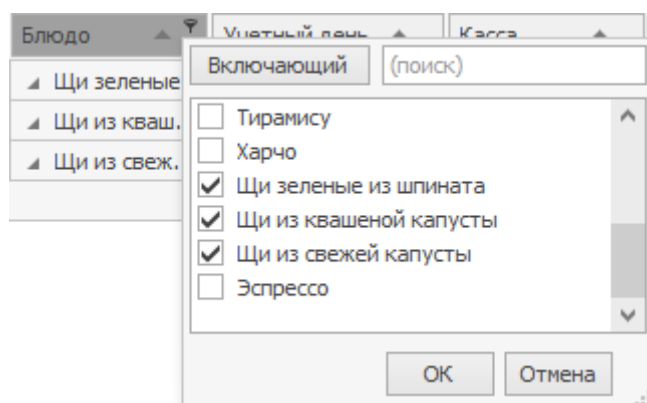 Блюдо Учетный день Касса
Включающий (поиск)
Щи зеленые
Щи из кваш.
Щи из свеж.
Тирамису
Харчо
Щи зеленые из шпината
Щи из квашеной капусты
Щи из свежей капусты
Эспрессо
ОК Отмена